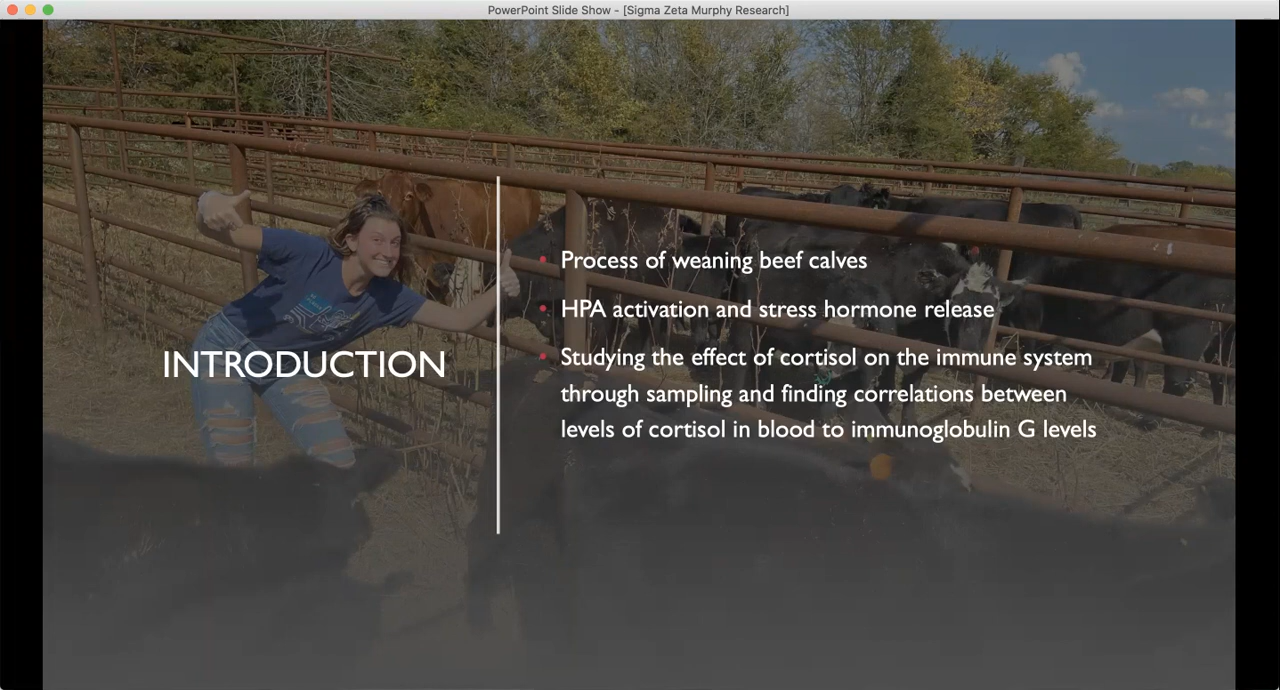 PowerPoint Slide Show - [Sigma Zeta Murphy Research]
INTRODUCTION
• Process of weaning beef calves
• HPA activation and stress hormone release
• Studying the effect of cortisol on the immune system
through sampling and finding correlations between
levels of cortisol in blood to immunoglobulin G levels